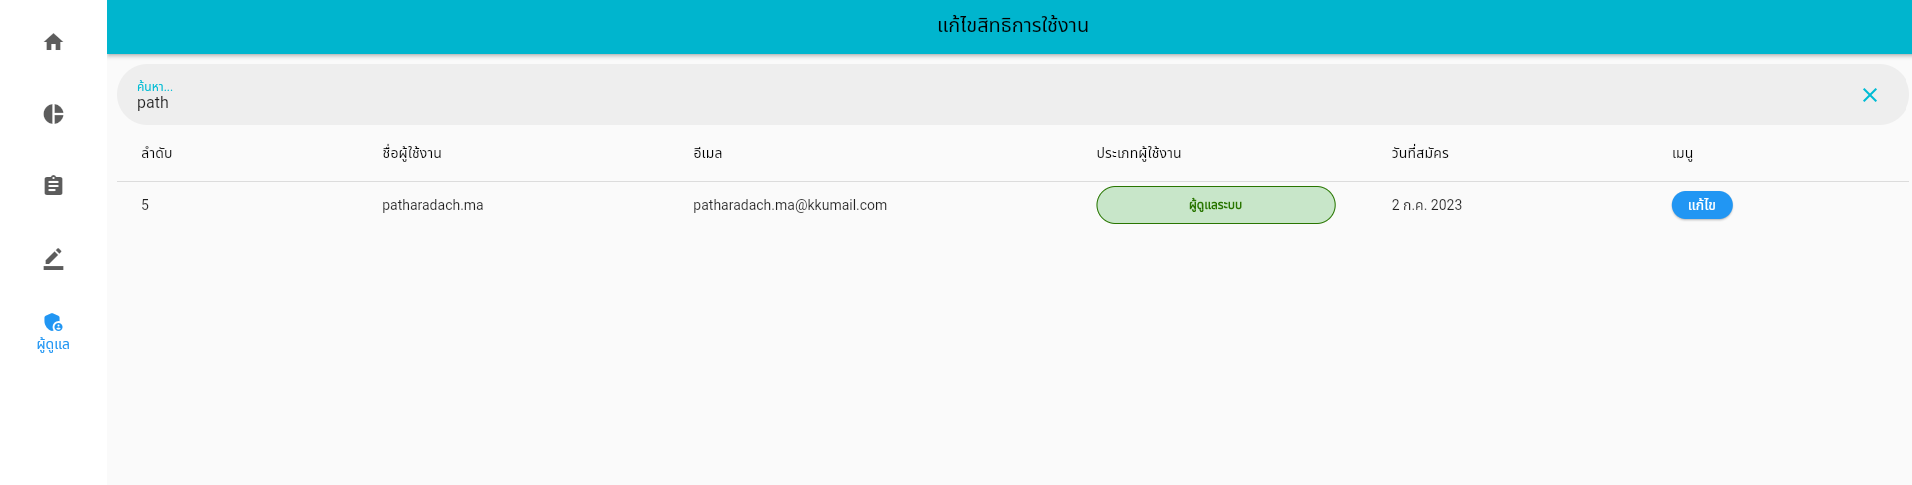 แก้ไขสิทธิการใช้งาน
ค้นหา...
path
ลำดับ ชื่อผู้ใช้งาน อีเมล ประเภทผู้ใช้งาน วันที่สมัคร เมนู
5 patharadach.ma patharadach.ma@kkumail.com ผู้ดูแลระบบ 2 ก.ค. 2023 แก้ไข
ผู้ดูแล